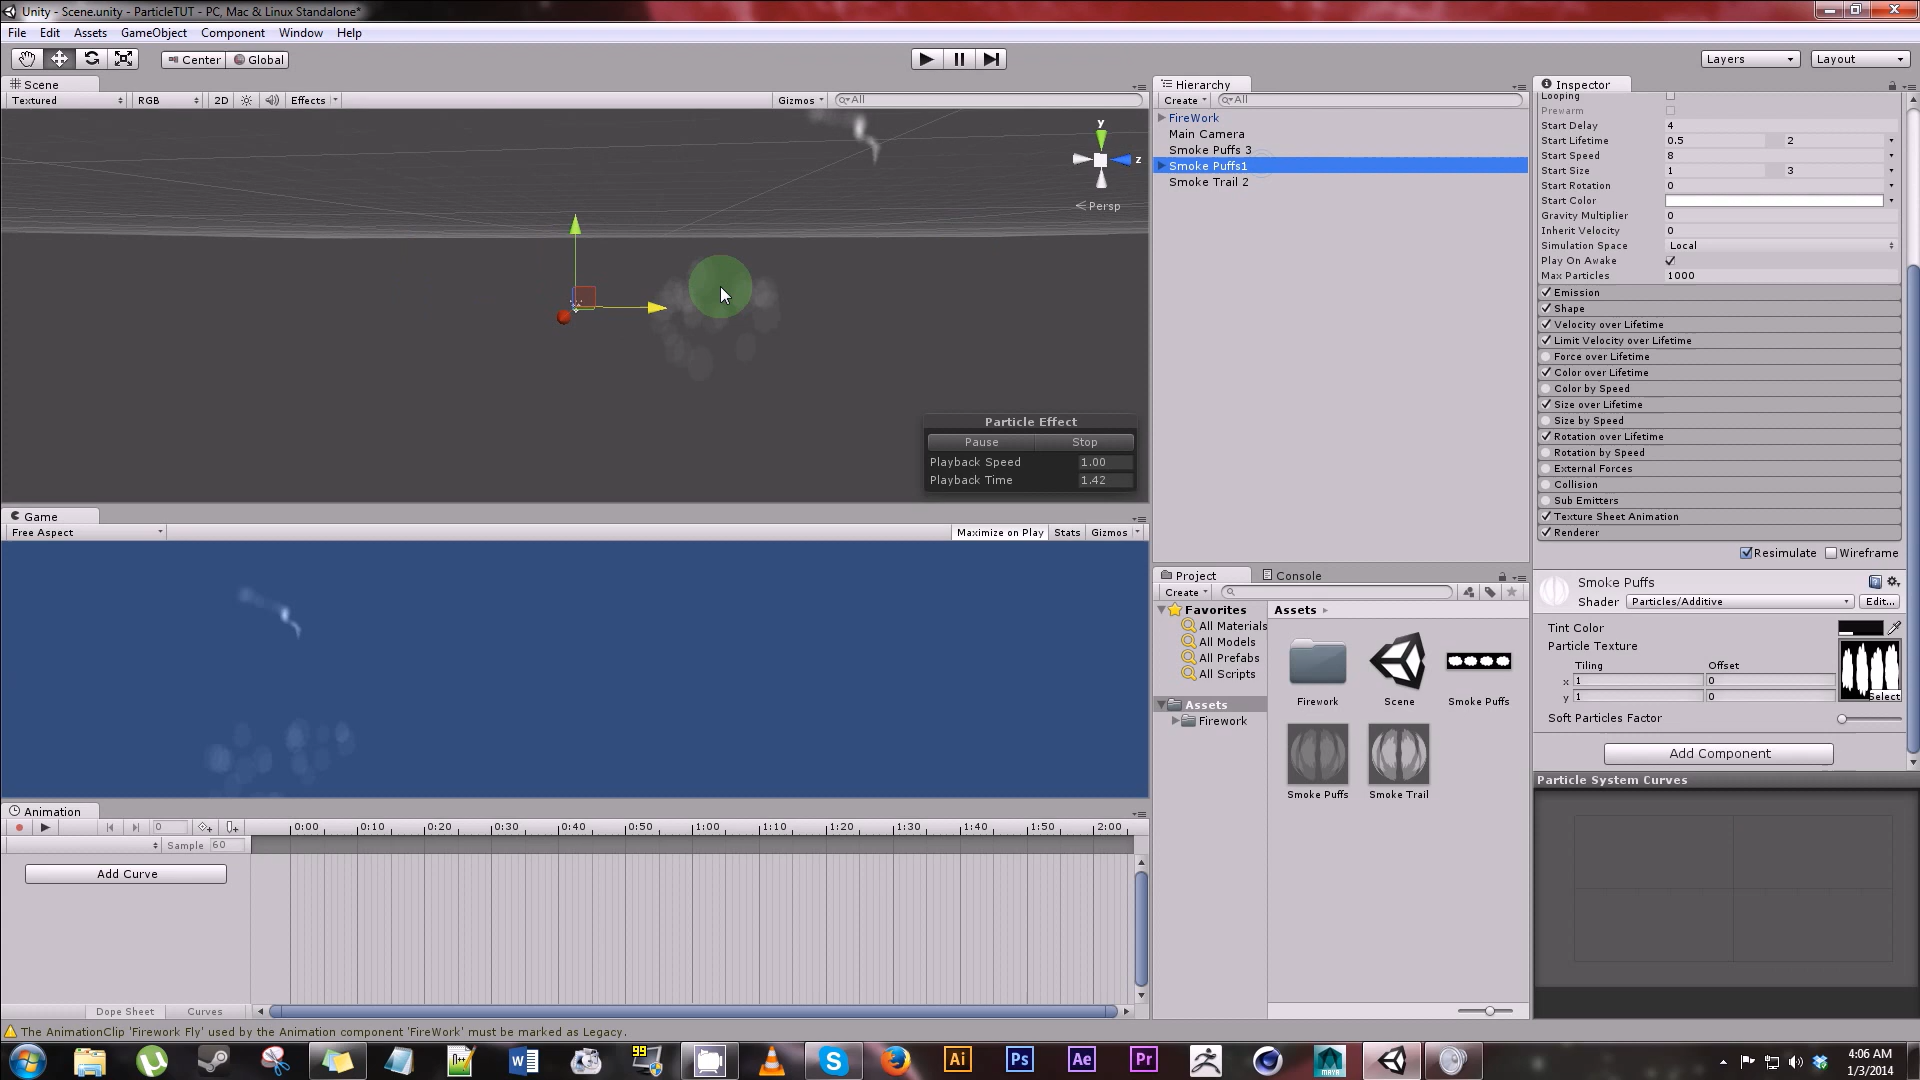 Unity - Scene.unity - ParticleTUT - PC, Mac & Linux Standalone*
File Edit Assets GameObject Component Window Help
Center Global Layers Layout
Scene
Textured RGB 2D Effects Gizmos All
y
z
Persp
Particle Effect
Pause Stop
Playback Speed 1.00
Playback Time 1.42
Game
Free Aspect Maximize on Play Stats Gizmos
Animation
0 0:00 0:10 0:20 0:30 0:40 0:50 1:00 1:10 1:20 1:30 1:40 1:50 2:00
Sample 60
Add Curve
Dope Sheet Curves
Hierarchy
Create All
FireWork
Main Camera
Smoke Puffs 3
Smoke Puffs1
Smoke Trail 2
Project Console
Create
Favorites
All Materials
All Models
All Prefabs
All Scripts
Assets
Firework
Assets
Firework Scene Smoke Puffs
Smoke Puffs Smoke Trail
Inspector
Looping
Prewarm
Start Delay 4
Start Lifetime 0.5 2
Start Speed 8
Start Size 1 3
Start Rotation 0
Start Color
Gravity Multiplier 0
Inherit Velocity 0
Simulation Space Local
Play On Awake
Max Particles 1000
Emission
Shape
Velocity over Lifetime
Limit Velocity over Lifetime
Force over Lifetime
Color over Lifetime
Color by Speed
Size over Lifetime
Size by Speed
Rotation over Lifetime
Rotation by Speed
External Forces
Collision
Sub Emitters
Texture Sheet Animation
Renderer
Resimulate Wireframe
Smoke Puffs
Shader Particles/Additive Edit...
Tint Color
Particle Texture
Tiling Offset
x 1 0
y 1 0
Select
Soft Particles Factor
Add Component
Particle System Curves
The AnimationClip 'Firework Fly' used by the Animation component 'FireWork' must be marked as Legacy.
99 W S Ai Ps Ae Pr MAYA
4:06 AM
1/3/2014